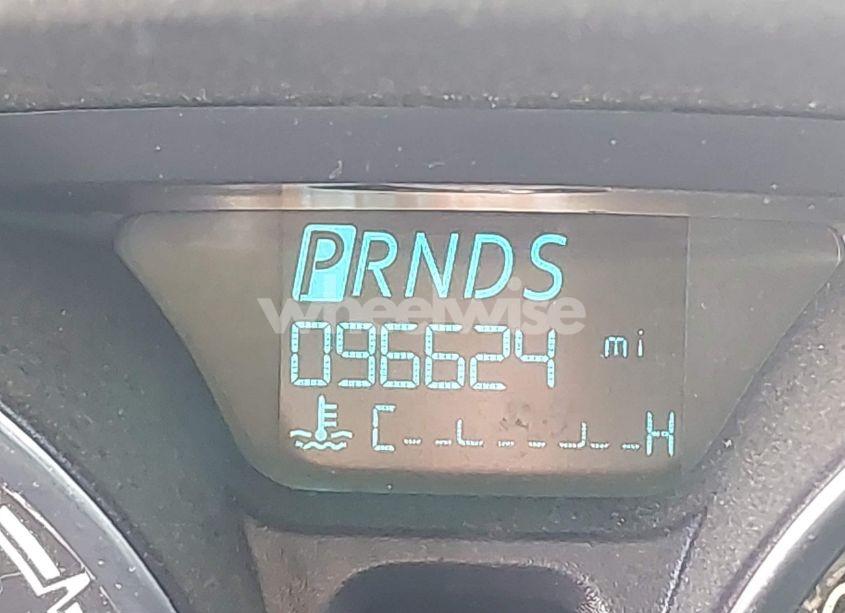 PRNDS
wheelwise
096624 mi
C H